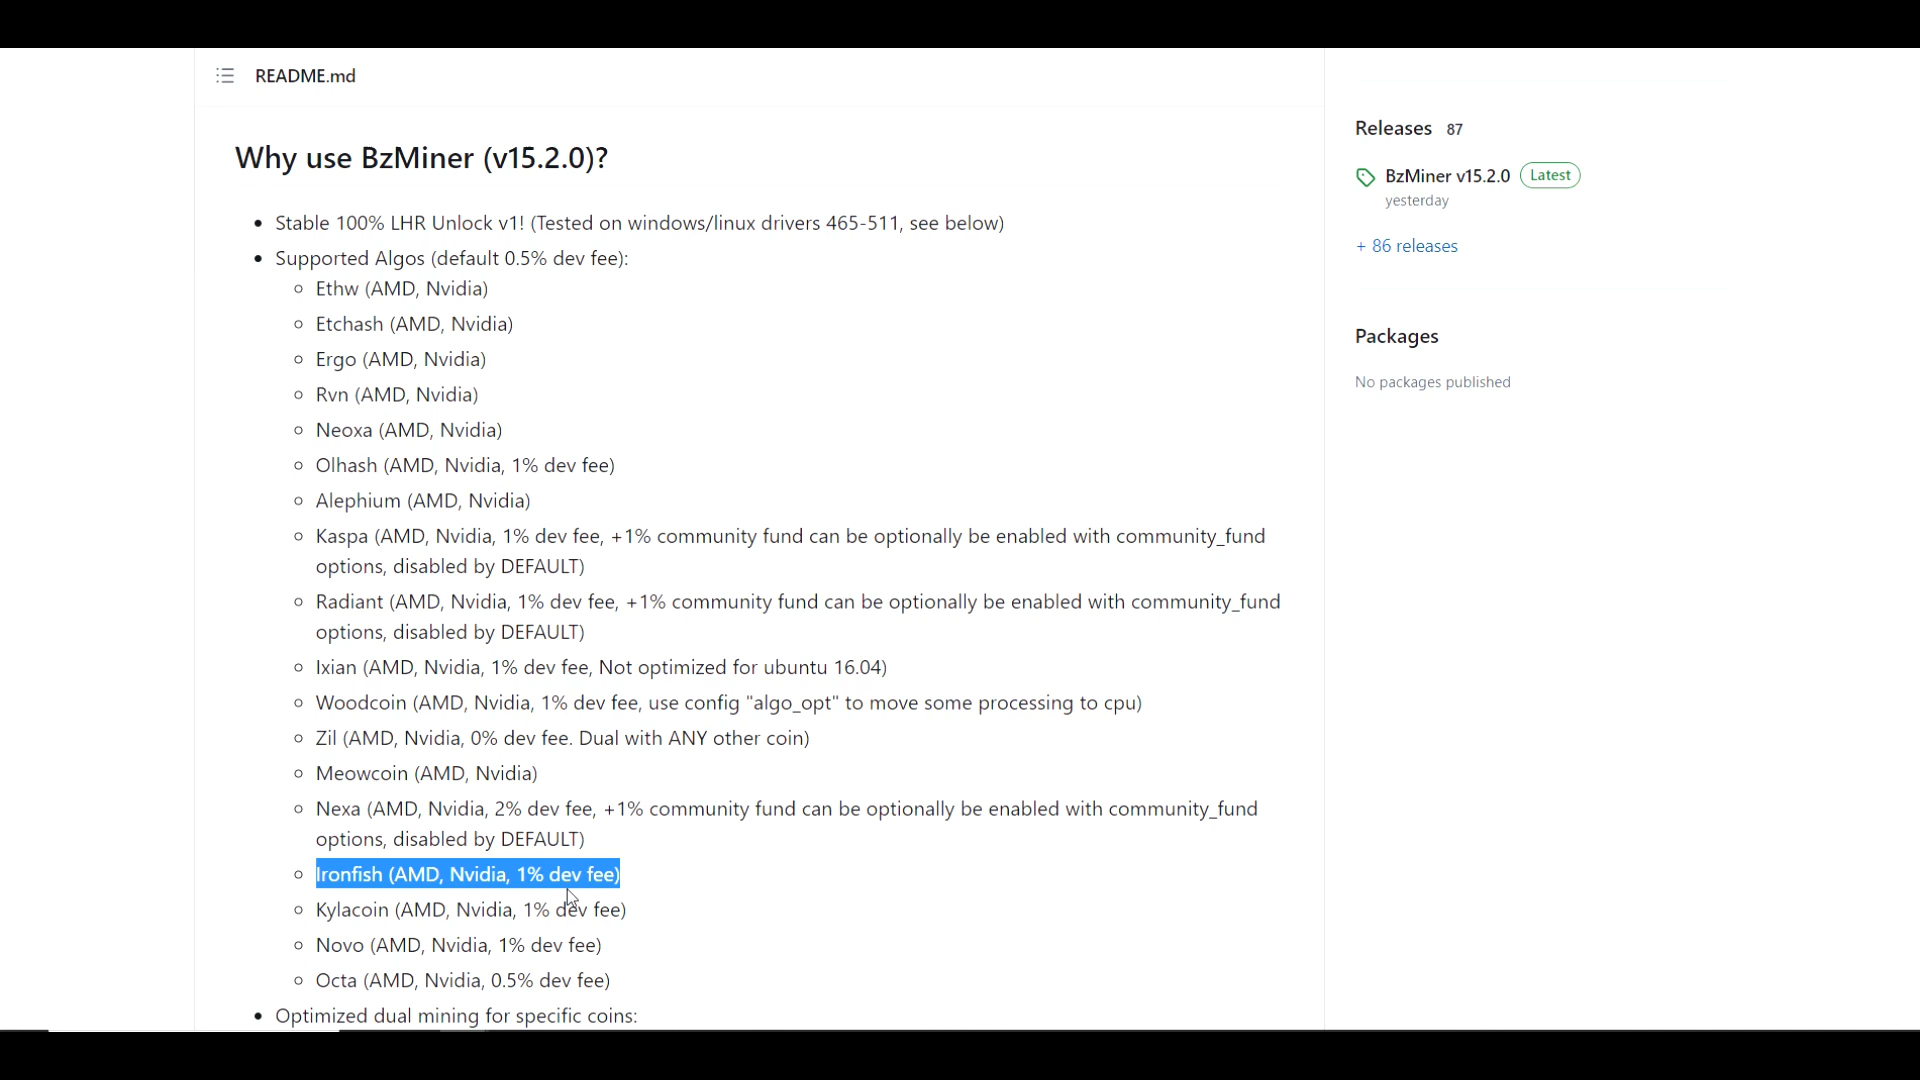 README.md
Why use BzMiner (v15.2.0)?
Stable 100% LHR Unlock v1! (Tested on windows/linux drivers 465-511, see below)
Supported Algos (default 0.5% dev fee):
Ethw (AMD, Nvidia)
Etchash (AMD, Nvidia)
Ergo (AMD, Nvidia)
Rvn (AMD, Nvidia)
Neoxa (AMD, Nvidia)
Olhash (AMD, Nvidia, 1% dev fee)
Alephium (AMD, Nvidia)
Kaspa (AMD, Nvidia, 1% dev fee, +1% community fund can be optionally be enabled with community_fund
options, disabled by DEFAULT)
Radiant (AMD, Nvidia, 1% dev fee, +1% community fund can be optionally be enabled with community_fund
options, disabled by DEFAULT)
Ixian (AMD, Nvidia, 1% dev fee, Not optimized for ubuntu 16.04)
Woodcoin (AMD, Nvidia, 1% dev fee, use config "algo_opt" to move some processing to cpu)
Zil (AMD, Nvidia, 0% dev fee. Dual with ANY other coin)
Meowcoin (AMD, Nvidia)
Nexa (AMD, Nvidia, 2% dev fee, +1% community fund can be optionally be enabled with community_fund
options, disabled by DEFAULT)
Ironfish (AMD, Nvidia, 1% dev fee)
Kylacoin (AMD, Nvidia, 1% dev fee)
Novo (AMD, Nvidia, 1% dev fee)
Octa (AMD, Nvidia, 0.5% dev fee)
Optimized dual mining for specific coins:
Releases 87
BzMiner v15.2.0 Latest
yesterday
+ 86 releases
Packages
No packages published